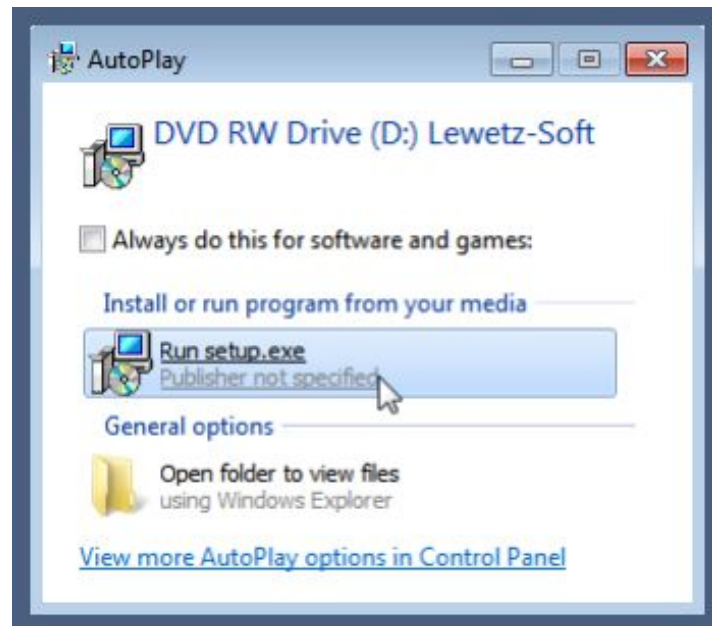 AutoPlay
DVD RW Drive (D:) Lewetz-Soft
Always do this for software and games:
Install or run program from your media
Run setup.exe
Publisher not specified
General options
Open folder to view files
using Windows Explorer
View more AutoPlay options in Control Panel